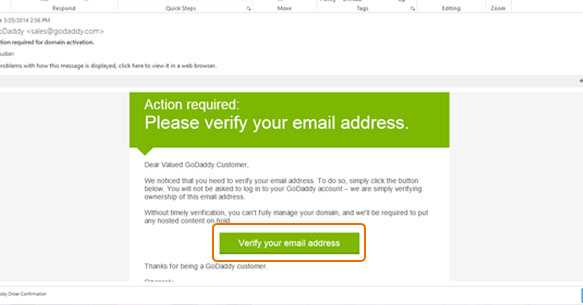 Respond Quick Steps Move Tags Editing Zoom
3/25/2014 2:56 PM
GoDaddy <sales@godaddy.com>
ction required for domain activation.
roblems with how this message is displayed, click here to view it in a web browser.
Action required:
Please verify your email address.
Dear Valued GoDaddy Customer,
We noticed that you need to verify your email address. To do so, simply click the button
below. You will not be asked to log in to your GoDaddy account – we are simply verifying
ownership of this email address.
Without timely verification, you can't fully manage your domain, and we'll be required to put
any hosted content on hold.
Verify your email address
Thanks for being a GoDaddy customer.
Sincerely,
ddy Order Confirmation